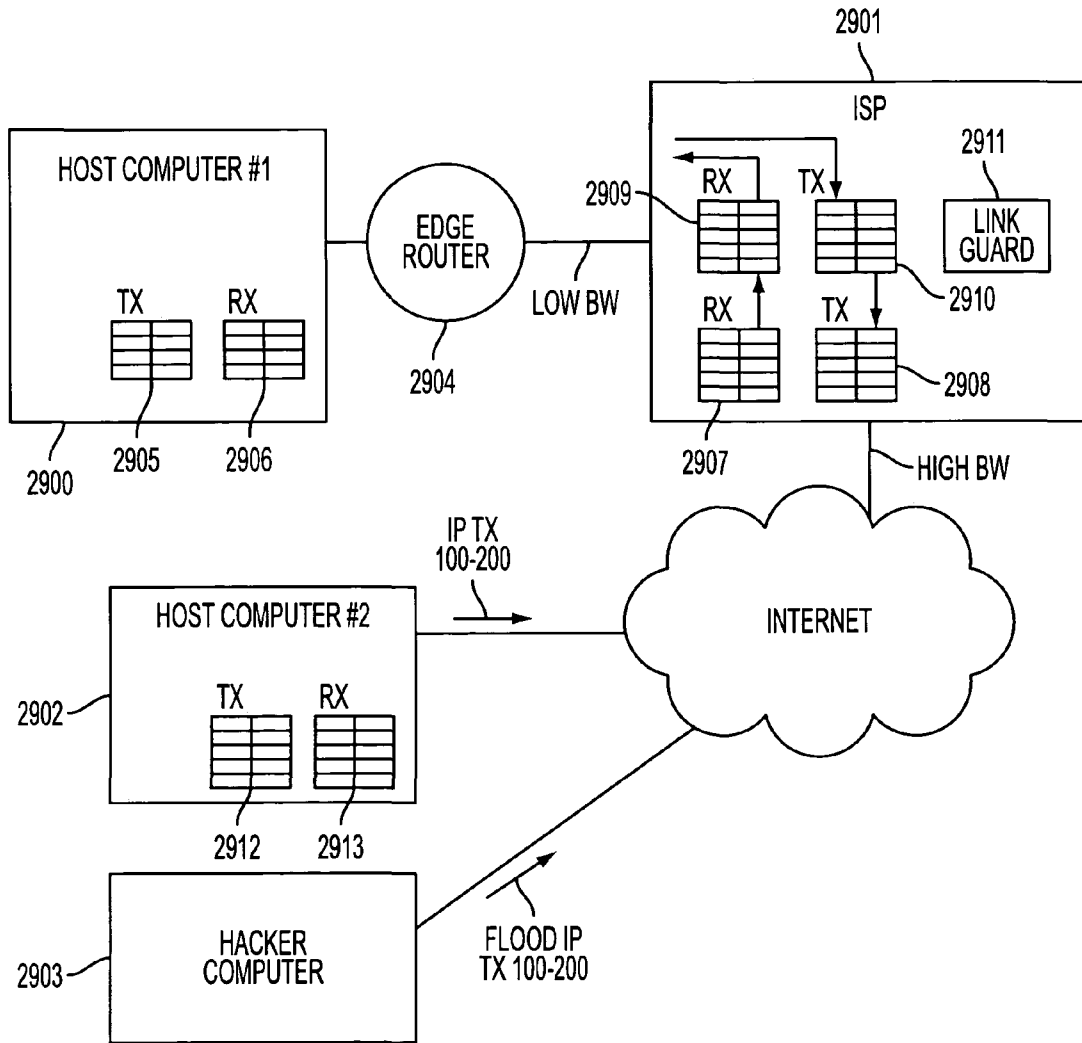 2901
ISP
HOST COMPUTER #1
TX
RX
2905
2906
2900
EDGE
ROUTER
2904
LOW BW
2909
RX
TX
2911
LINK
GUARD
2910
RX
TX
2908
2907
HIGH BW
IP TX
100-200
HOST COMPUTER #2
TX
RX
2902
2912
2913
INTERNET
HACKER
COMPUTER
2903
FLOOD IP
TX 100-200